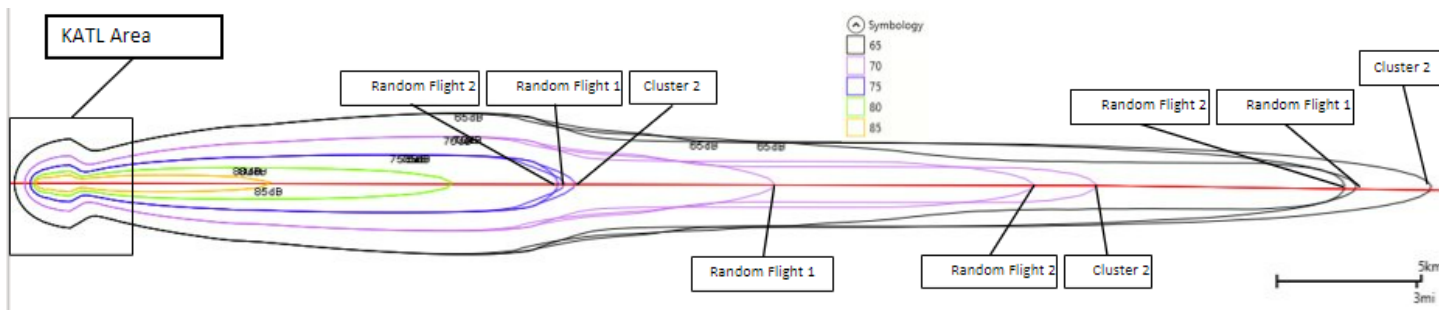 KATL Area
Symbology
65
70
75
80
85
Random Flight 2
Random Flight 1
Cluster 2
Random Flight 2
Random Flight 1
Cluster 2
65dB
65dB
65dB
85dB
Random Flight 1
Random Flight 2
Cluster 2
5km
3mi